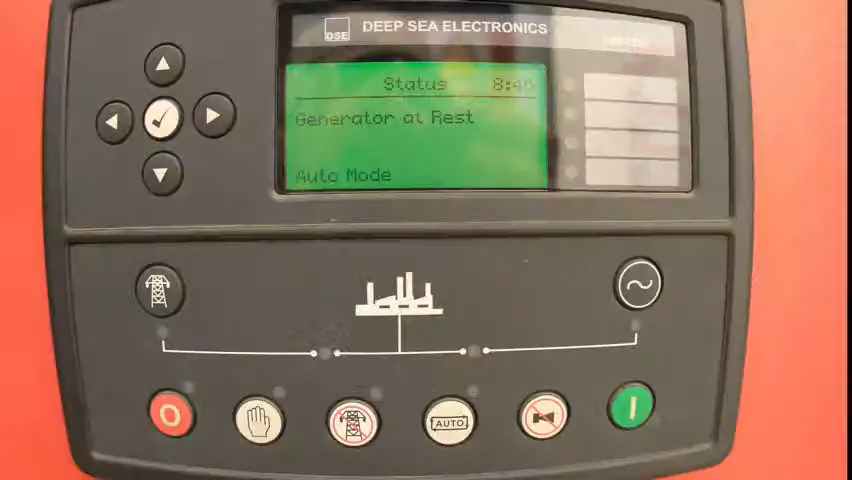 DSE
DEEP SEA ELECTRONICS
Status 8:46
Generator at Rest
Auto Mode
O
AUTO
I